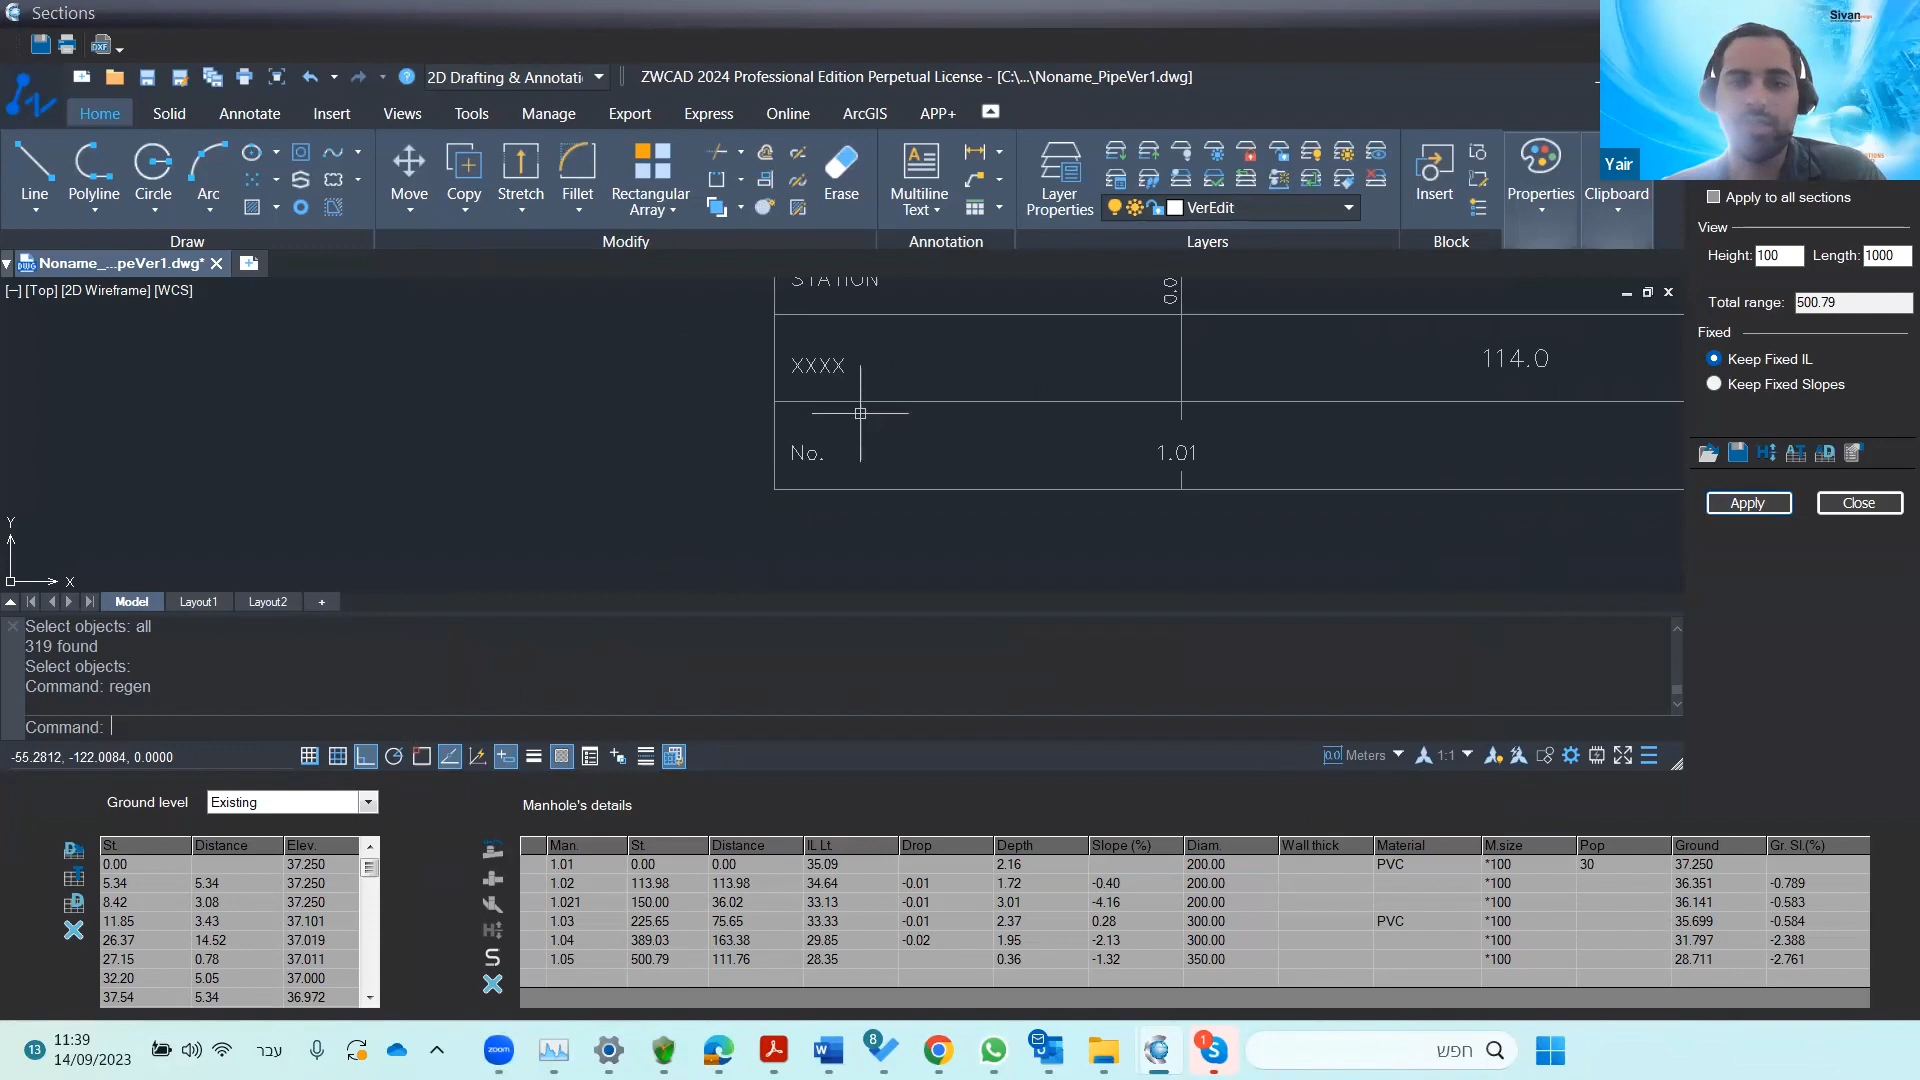 Sections
Sivan
Yair
DXF
2D Drafting & Annotati
ZWCAD 2024 Professional Edition Perpetual License - [C:\...\Noname_PipeVer1.dwg]
Home Solid Annotate Insert Views Tools Manage Export Express Online ArcGIS APP+
Line Polyline Circle Arc
Move Copy Stretch Fillet Rectangular Array Erase
Multiline Text
Layer Properties
VerEdit
Insert
Properties
Clipboard
Draw Modify Annotation Layers Block
Noname_...peVer1.dwg*
[-] [Top] [2D Wireframe] [WCS]
STATION
XXXX 114.0
No. 1.01
Y
X
Apply to all sections
View
Height: 100 Length: 1000
Total range: 500.79
Fixed
Keep Fixed IL
Keep Fixed Slopes
Apply Close
Model Layout1 Layout2 +
Select objects: all
319 found
Select objects:
Command: regen
Command:
-55.2812, -122.0084, 0.0000
0.0 Meters 1:1
Ground level Existing
St. Distance Elev.
0.00 37.250
5.34 5.34 37.250
8.42 3.08 37.250
11.85 3.43 37.101
26.37 14.52 37.019
27.15 0.78 37.011
32.20 5.05 37.000
37.54 5.34 36.972
Manhole's details
Man. St. Distance IL Lt. Drop Depth Slope (%) Diam. Wall thick Material M.size Pop Ground Gr. Sl.(%)
1.01 0.00 0.00 35.09 2.16 200.00 PVC *100 30 37.250
1.02 113.98 113.98 34.64 -0.01 1.72 -0.40 200.00 *100 36.351 -0.789
1.021 150.00 36.02 33.13 -0.01 3.01 -4.16 200.00 *100 36.141 -0.583
1.03 225.65 75.65 33.33 -0.01 2.37 0.28 300.00 PVC *100 35.699 -0.584
1.04 389.03 163.38 29.85 -0.02 1.95 -2.13 300.00 *100 31.797 -2.388
1.05 500.79 111.76 28.35 0.36 -1.32 350.00 *100 28.711 -2.761
13
11:39
14/09/2023
עבר
zoom
8
1
חפש